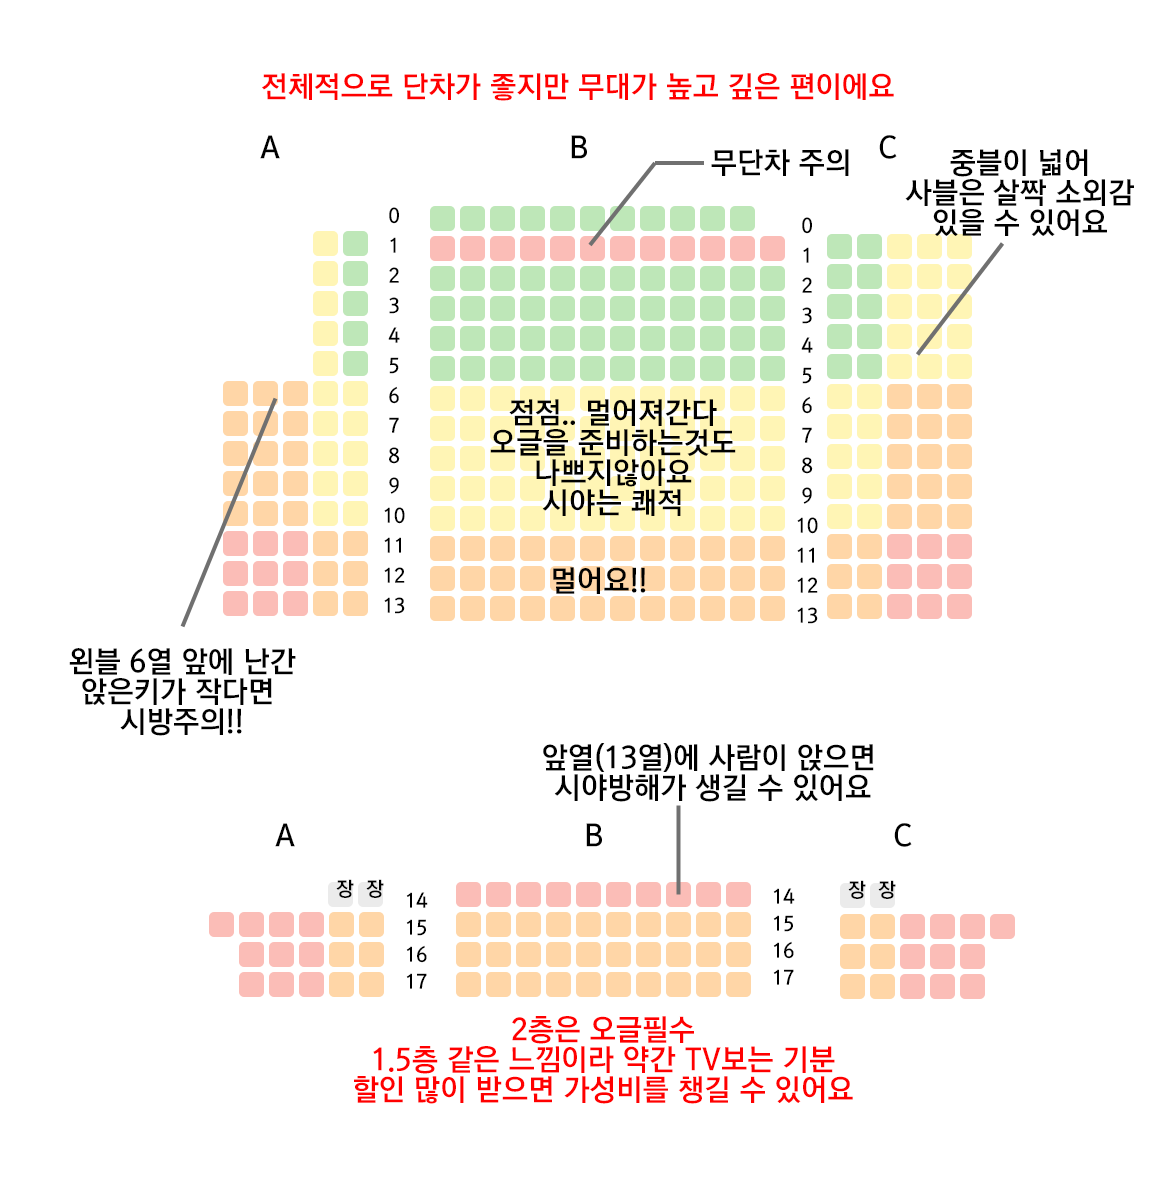 전체적으로 단차가 좋지만 무대가 높고 깊은 편이에요
A
B
C
무단차 주의
중블이 넓어
사블은 살짝 소외감
있을 수 있어요
0
1
2
3
4
5
6
7
8
9
10
11
12
13
0
1
2
3
4
5
6
7
8
9
10
11
12
13
점점.. 멀어져간다
오글을 준비하는것도
나쁘지않아요
시야는 쾌적
멀어요!!
왼블 6열 앞에 난간
앉은키가 작다면
시방주의!!
앞열(13열)에 사람이 앉으면
시야방해가 생길 수 있어요
A
B
C
장 장
14
15
16
17
14
15
16
17
장 장
2층은 오글필수
1.5층 같은 느낌이라 약간 TV보는 기분
할인 많이 받으면 가성비를 챙길 수 있어요